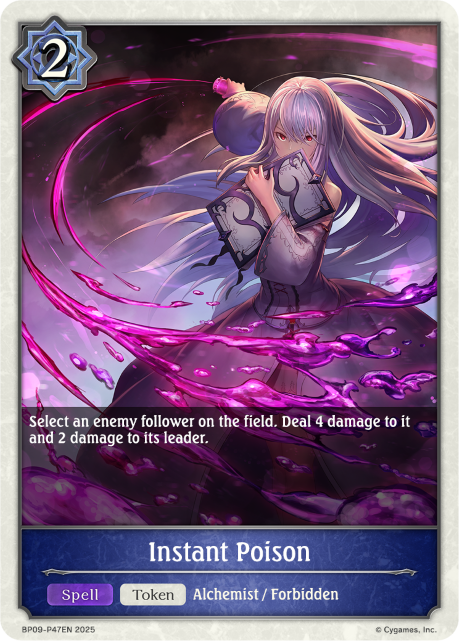 2
Select an enemy follower on the field. Deal 4 damage to it
and 2 damage to its leader.
Instant Poison
Spell Token Alchemist / Forbidden
BP09-P47EN 2025 © Cygames, Inc.